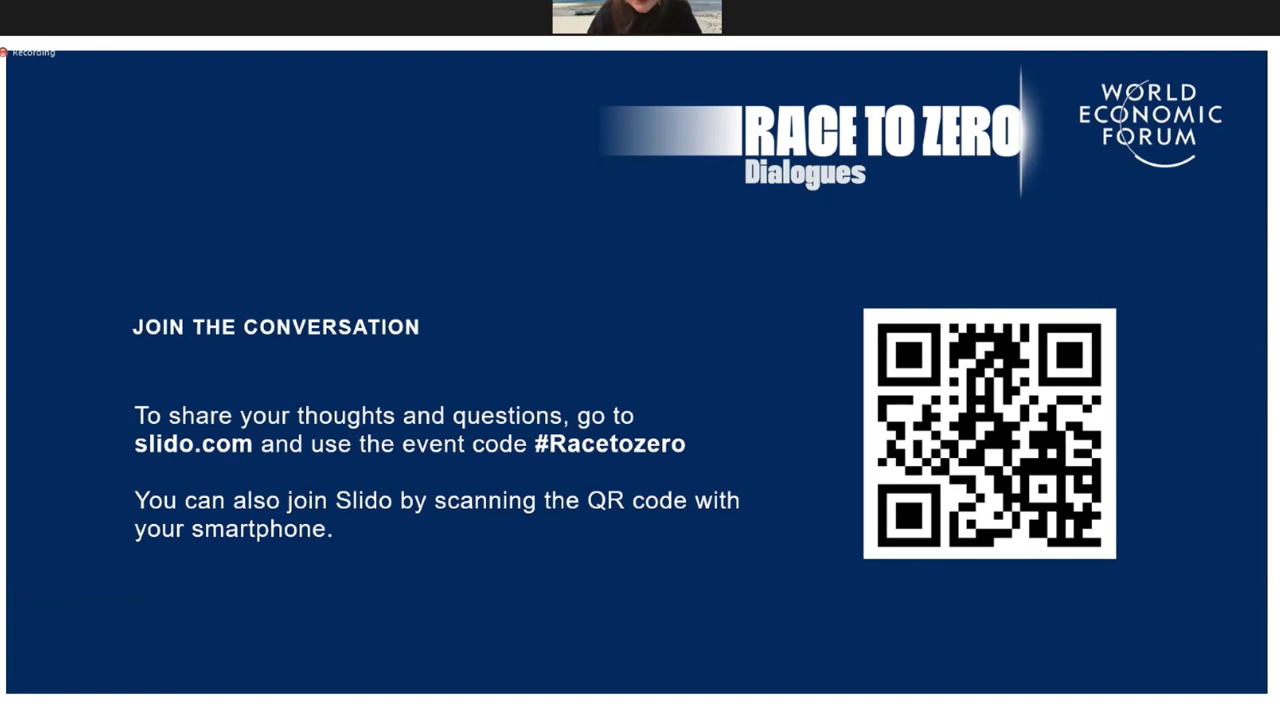 Recording
RACE TO ZERO
Dialogues
WORLD
ECONOMIC
FORUM
JOIN THE CONVERSATION
To share your thoughts and questions, go to
slido.com and use the event code #Racetozero
You can also join Slido by scanning the QR code with
your smartphone.